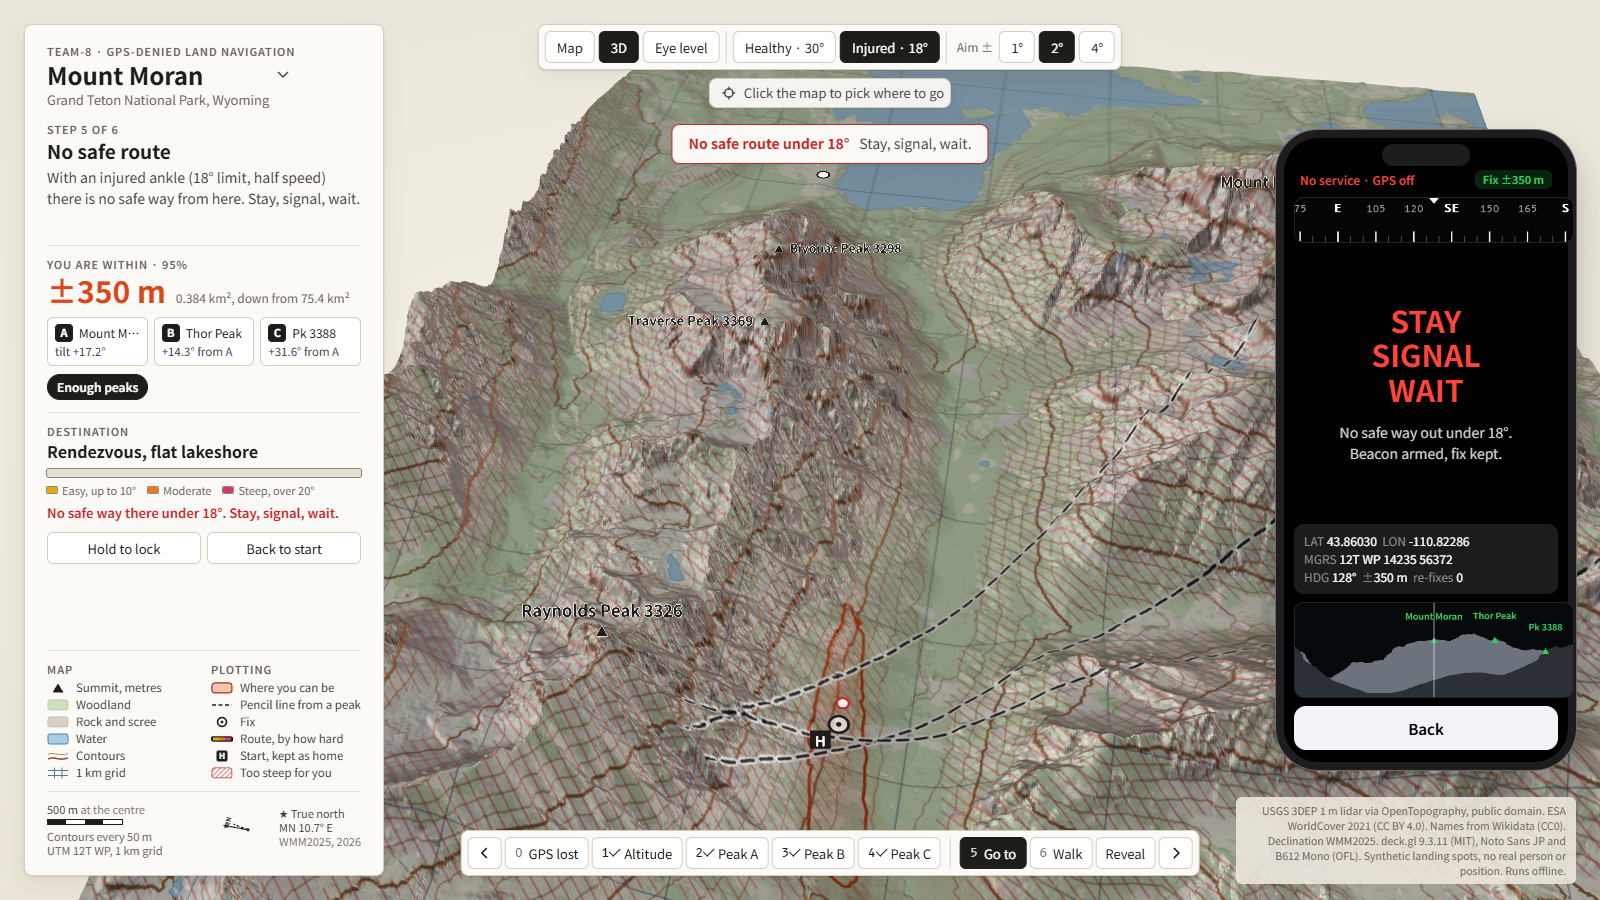 TEAM-8 · GPS-DENIED LAND NAVIGATION
Mount Moran
Grand Teton National Park, Wyoming
STEP 5 OF 6
No safe route
With an injured ankle (18° limit, half speed)
there is no safe way from here. Stay, signal, wait.
YOU ARE WITHIN · 95%
±350 m 0.384 km², down from 75.4 km²
A Mount M···
tilt +17.2°
B Thor Peak
+14.3° from A
C Pk 3388
+31.6° from A
Enough peaks
DESTINATION
Rendezvous, flat lakeshore
Easy, up to 10° Moderate Steep, over 20°
No safe way there under 18°. Stay, signal, wait.
Hold to lock Back to start
MAP
Summit, metres
Woodland
Rock and scree
Water
Contours
1 km grid
PLOTTING
Where you can be
Pencil line from a peak
Fix
Route, by how hard
H Start, kept as home
Too steep for you
500 m at the centre
Contours every 50 m
UTM 12T WP, 1 km grid
★ True north
MN 10.7° E
WMM2025, 2026
Map 3D Eye level Healthy · 30° Injured · 18° Aim ± 1° 2° 4°
Click the map to pick where to go
No safe route under 18° Stay, signal, wait.
Mount
Bivouac Peak 3298
Traverse Peak 3369
Raynolds Peak 3326
H
0 GPS lost 1✓ Altitude 2✓ Peak A 3✓ Peak B 4✓ Peak C 5 Go to 6 Walk Reveal
No service · GPS off Fix ±350 m
75 E 105 120 SE 150 165 S
STAY
SIGNAL
WAIT
No safe way out under 18°.
Beacon armed, fix kept.
LAT 43.86030 LON -110.82286
MGRS 12T WP 14235 56372
HDG 128° ±350 m re-fixes 0
Mount Moran Thor Peak
Pk 3388
Back
USGS 3DEP 1 m lidar via OpenTopography, public domain. ESA
WorldCover 2021 (CC BY 4.0). Names from Wikidata (CC0).
Declination WMM2025. deck.gl 9.3.11 (MIT), Noto Sans JP and
B612 Mono (OFL). Synthetic landing spots, no real person or
position. Runs offline.